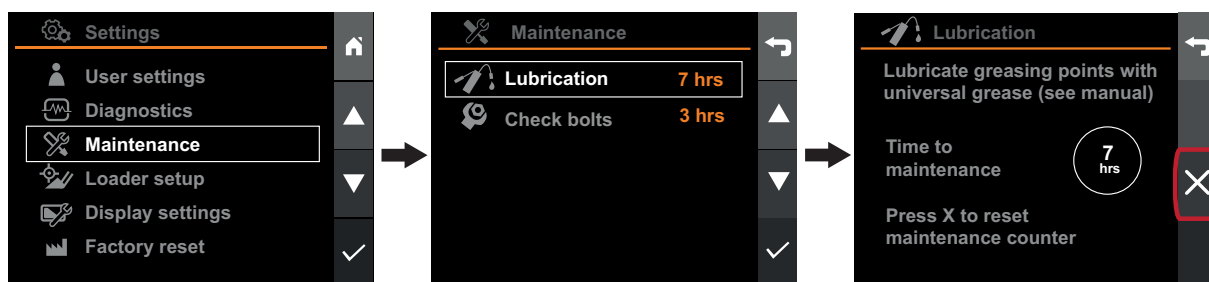 Settings
User settings
Diagnostics
Maintenance
Loader setup
Display settings
Factory reset
Maintenance
Lubrication 7 hrs
Check bolts 3 hrs
Lubrication
Lubricate greasing points with
universal grease (see manual)
Time to
maintenance
7
hrs
Press X to reset
maintenance counter